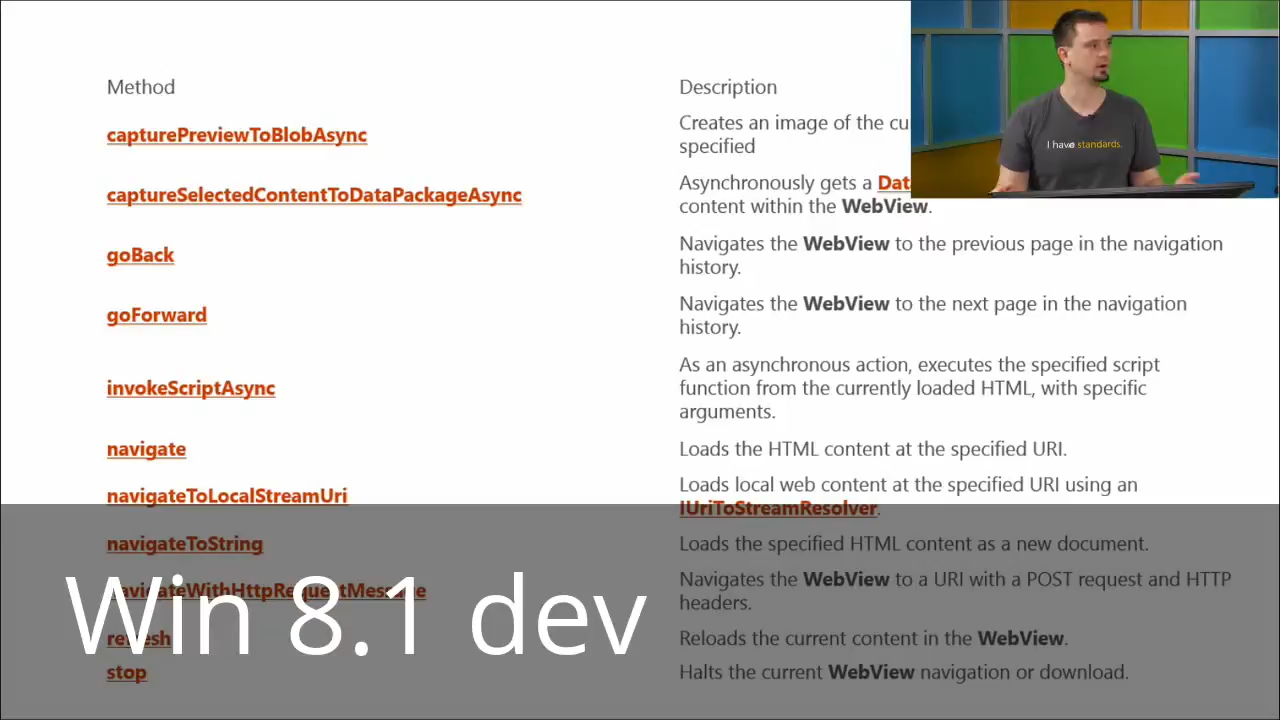 Method
Description
capturePreviewToBlobAsync
Creates an image of the
specified
captureSelectedContentToDataPackageAsync
Asynchronously gets a
content within the WebView.
goBack
Navigates the WebView to the previous page in the navigation
history.
goForward
Navigates the WebView to the next page in the navigation
history.
invokeScriptAsync
As an asynchronous action, executes the specified script
function from the currently loaded HTML, with specific
arguments.
navigate
Loads the HTML content at the specified URI.
navigateToLocalStreamUri
Loads local web content at the specified URI using an
IUriToStreamResolver.
navigateToString
Loads the specified HTML content as a new document.
navigateWithHttpRequestMessage
Navigates the WebView to a URI with a POST request and HTTP
headers.
refresh
Reloads the current content in the WebView.
stop
Halts the current WebView navigation or download.
Win 8.1 dev
I have standards.